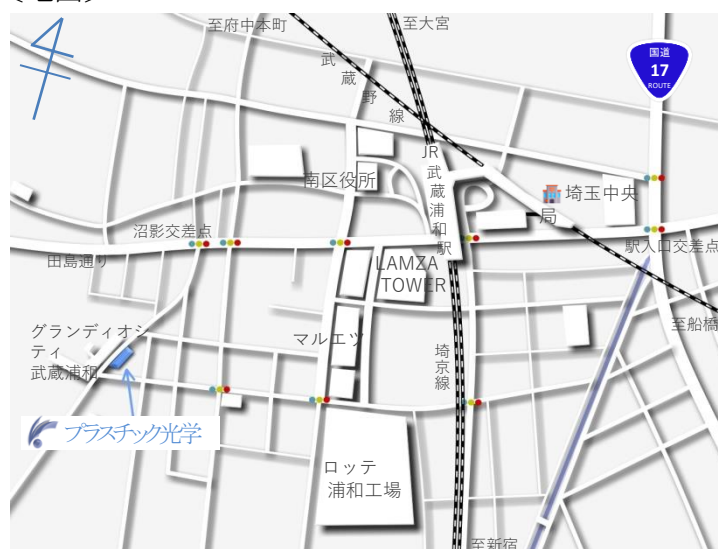 至府中本町
至大宮
武蔵野線
国道
17
ROUTE
JR武蔵浦和駅
南区役所
埼玉中央
局
沼影交差点
田島通り
駅入口交差点
LAMZA
TOWER
グランディオシ
ティ
武蔵浦和
マルエツ
埼京線
至船橋
プラスチック光学
ロッテ
浦和工場
至新宿